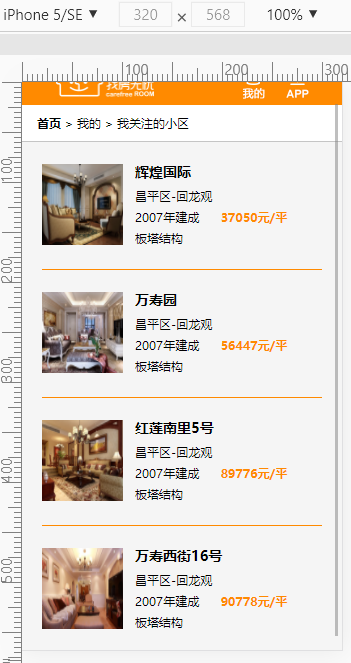 iPhone 5/SE ▼ 320 × 568 100% ▼
0 100 200 300
100
200
300
400
500
carefree ROOM
我的 APP
首页 > 我的 > 我关注的小区
辉煌国际
昌平区-回龙观
2007年建成 37050元/平
板塔结构
万寿园
昌平区-回龙观
2007年建成 56447元/平
板塔结构
红莲南里5号
昌平区-回龙观
2007年建成 89776元/平
板塔结构
万寿西街16号
昌平区-回龙观
2007年建成 90778元/平
板塔结构